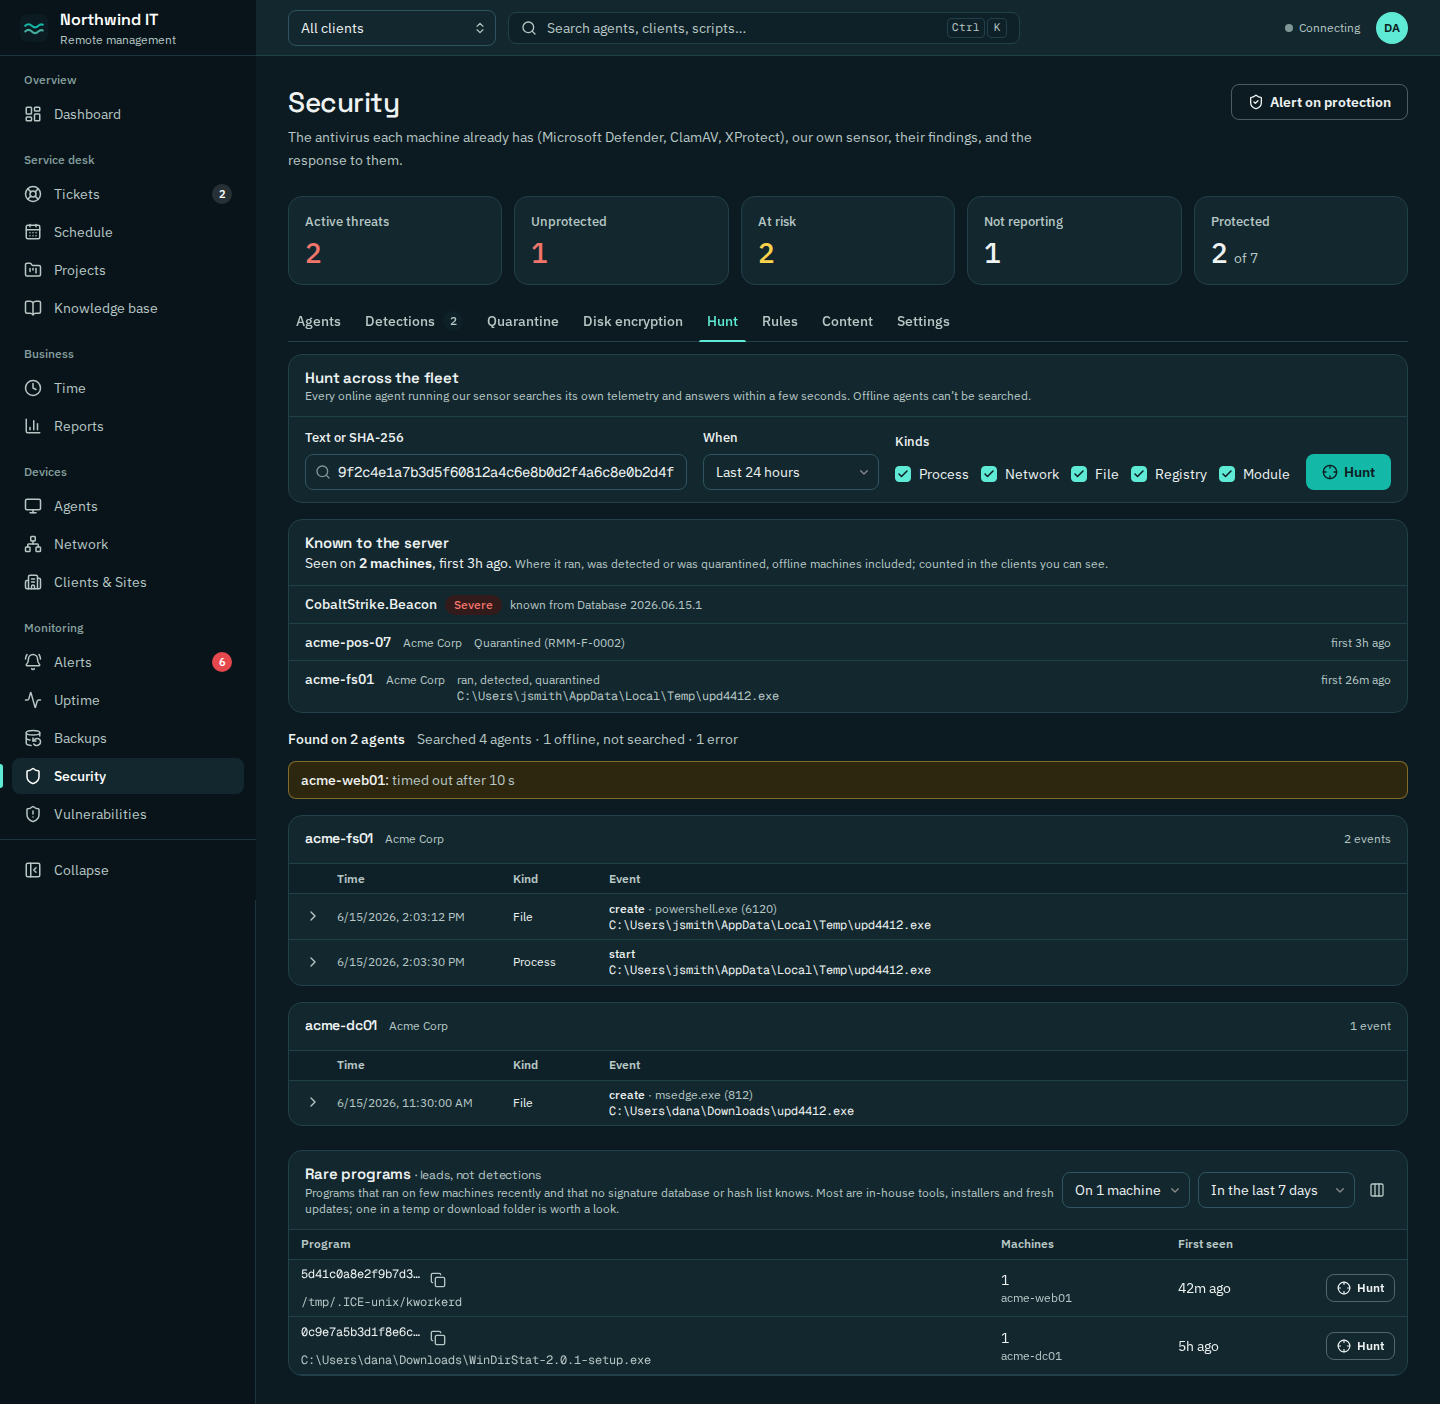 Northwind IT
Remote management
All clients
Search agents, clients, scripts...
Ctrl K
Connecting
DA
Overview
Dashboard
Service desk
Tickets 2
Schedule
Projects
Knowledge base
Business
Time
Reports
Devices
Agents
Network
Clients & Sites
Monitoring
Alerts 6
Uptime
Backups
Security
Vulnerabilities
Collapse
Security
Alert on protection
The antivirus each machine already has (Microsoft Defender, ClamAV, XProtect), our own sensor, their findings, and the
response to them.
Active threats
2
Unprotected
1
At risk
2
Not reporting
1
Protected
2 of 7
Agents Detections 2 Quarantine Disk encryption Hunt Rules Content Settings
Hunt across the fleet
Every online agent running our sensor searches its own telemetry and answers within a few seconds. Offline agents can't be searched.
Text or SHA-256
When
Kinds
9f2c4e1a7b3d5f60812a4c6e8b0d2f4a6c8e0b2d4f
Last 24 hours
Process Network File Registry Module
Hunt
Known to the server
Seen on 2 machines, first 3h ago. Where it ran, was detected or was quarantined, offline machines included; counted in the clients you can see.
CobaltStrike.Beacon Severe known from Database 2026.06.15.1
acme-pos-07 Acme Corp Quarantined (RMM-F-0002) first 3h ago
acme-fs01 Acme Corp ran, detected, quarantined first 26m ago
C:\Users\jsmith\AppData\Local\Temp\upd4412.exe
Found on 2 agents Searched 4 agents · 1 offline, not searched · 1 error
acme-web01: timed out after 10 s
acme-fs01 Acme Corp 2 events
Time Kind Event
6/15/2026, 2:03:12 PM File create · powershell.exe (6120)
C:\Users\jsmith\AppData\Local\Temp\upd4412.exe
6/15/2026, 2:03:30 PM Process start
C:\Users\jsmith\AppData\Local\Temp\upd4412.exe
acme-dc01 Acme Corp 1 event
Time Kind Event
6/15/2026, 11:30:00 AM File create · msedge.exe (812)
C:\Users\dana\Downloads\upd4412.exe
Rare programs · leads, not detections
Programs that ran on few machines recently and that no signature database or hash list knows. Most are in-house tools, installers and fresh
updates; one in a temp or download folder is worth a look.
On 1 machine
In the last 7 days
Program Machines First seen
5d41c0a8e2f9b7d3…
/tmp/.ICE-unix/kworkerd
1
acme-web01
42m ago
Hunt
0c9e7a5b3d1f8e6c…
C:\Users\dana\Downloads\WinDirStat-2.0.1-setup.exe
1
acme-dc01
5h ago
Hunt